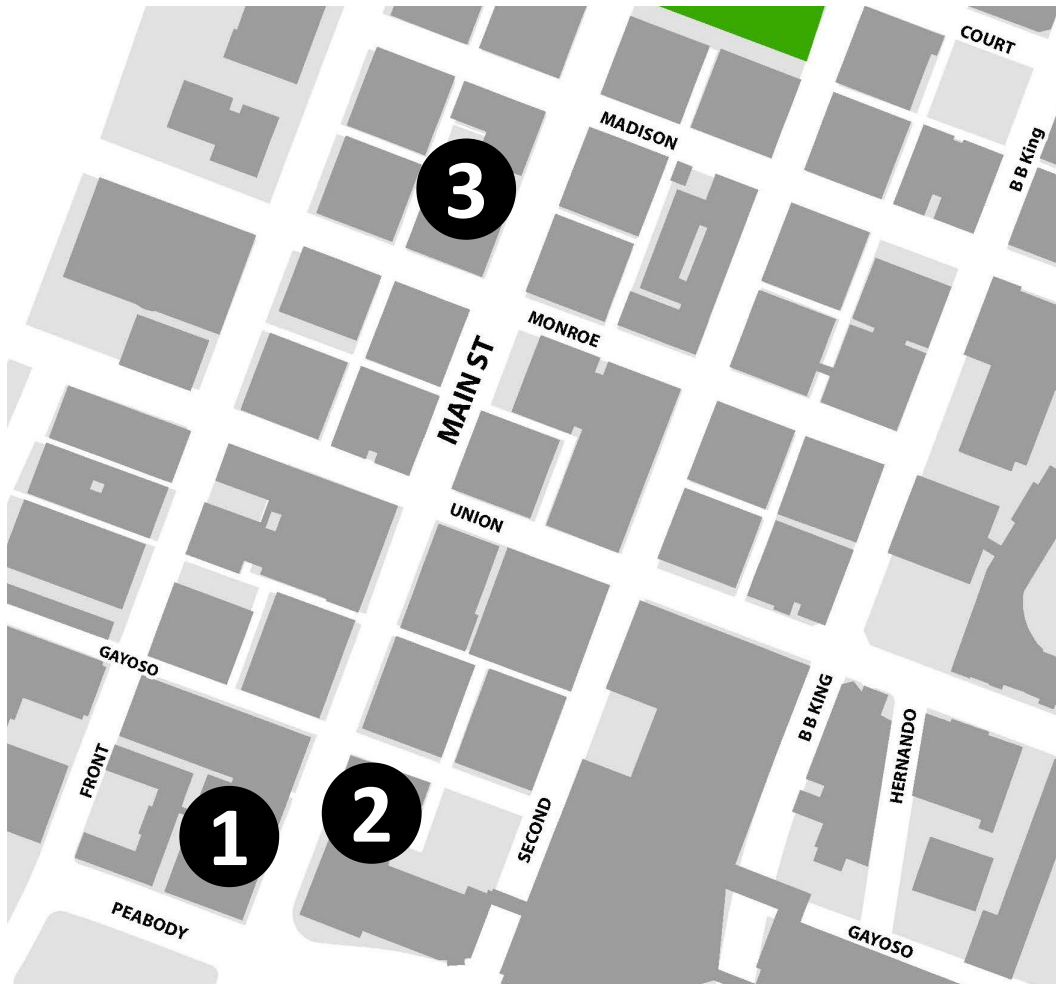 COURT
MADISON
B B King
3
MONROE
MAIN ST
UNION
GAYOSO
B B KING
FRONT
HERNANDO
1
2
SECOND
PEABODY
GAYOSO